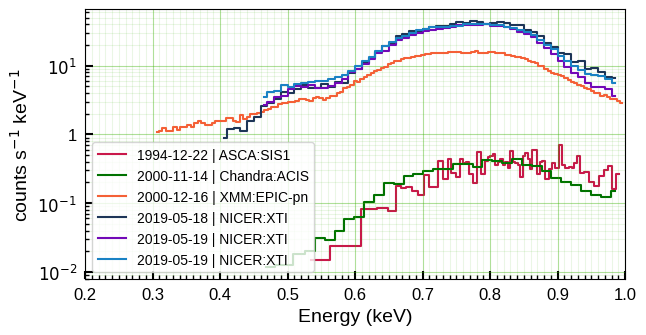 counts s⁻¹ keV⁻¹
10¹
1
10⁻¹
10⁻²
1994-12-22 | ASCA:SIS1
2000-11-14 | Chandra:ACIS
2000-12-16 | XMM:EPIC-pn
2019-05-18 | NICER:XTI
2019-05-19 | NICER:XTI
2019-05-19 | NICER:XTI
0.2 0.3 0.4 0.5 0.6 0.7 0.8 0.9 1.0
Energy (keV)